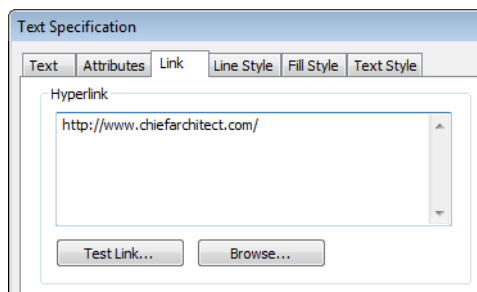 Text Specification
Text Attributes Link Line Style Fill Style Text Style
Hyperlink
http://www.chiefarchitect.com/
Test Link... Browse...